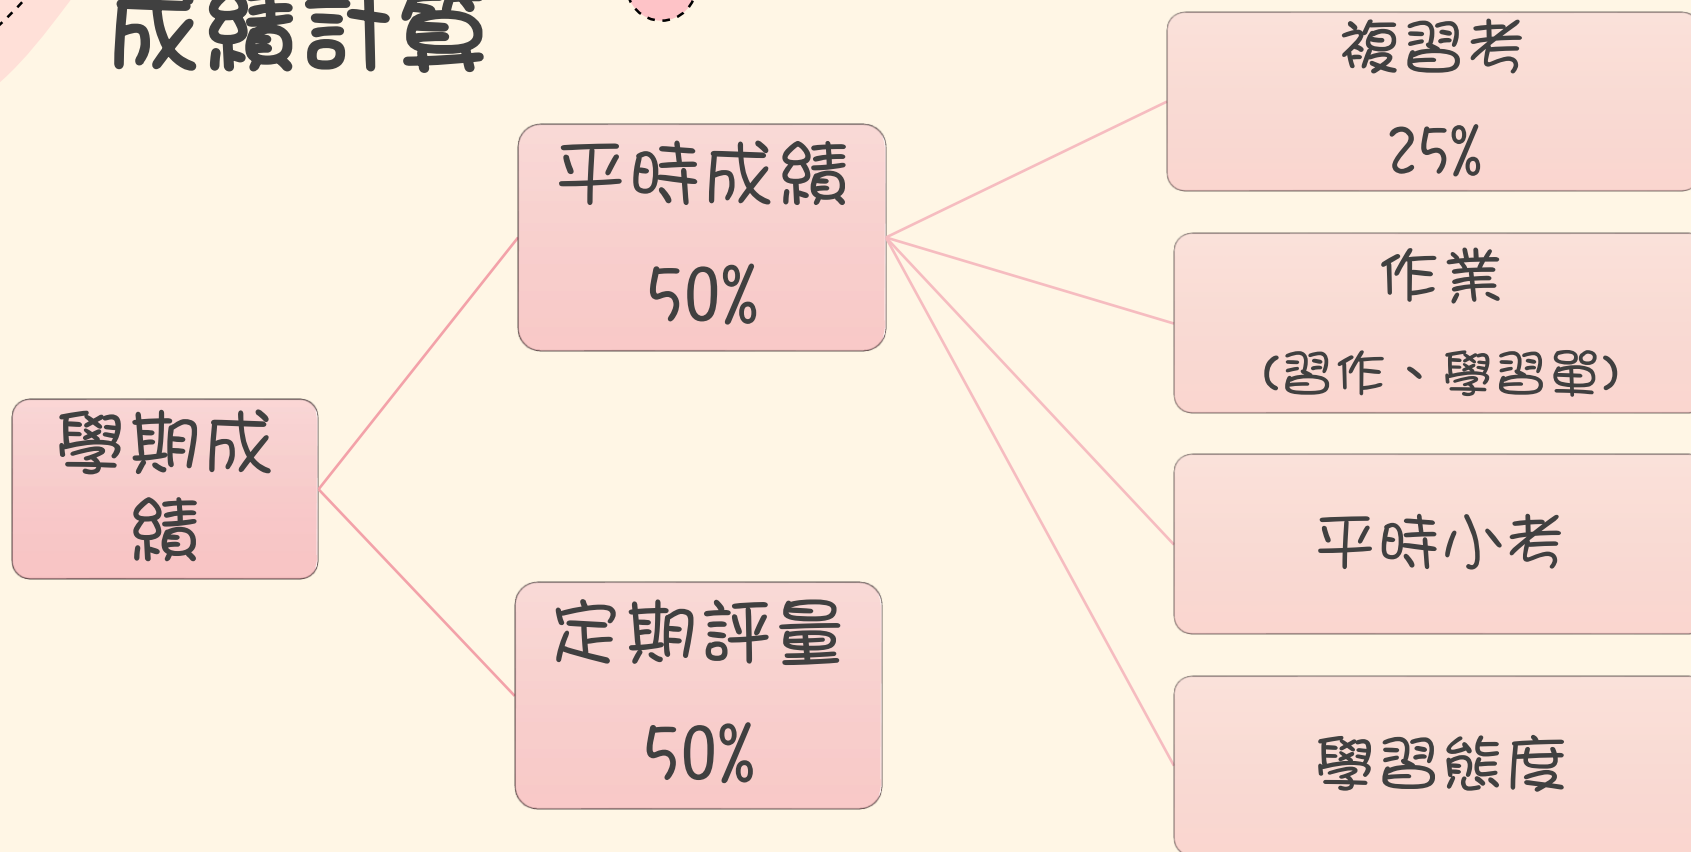 成績計算
學期成
績
平時成績
50%
定期評量
50%
複習考
25%
作業
(習作、學習單)
平時小考
學習態度